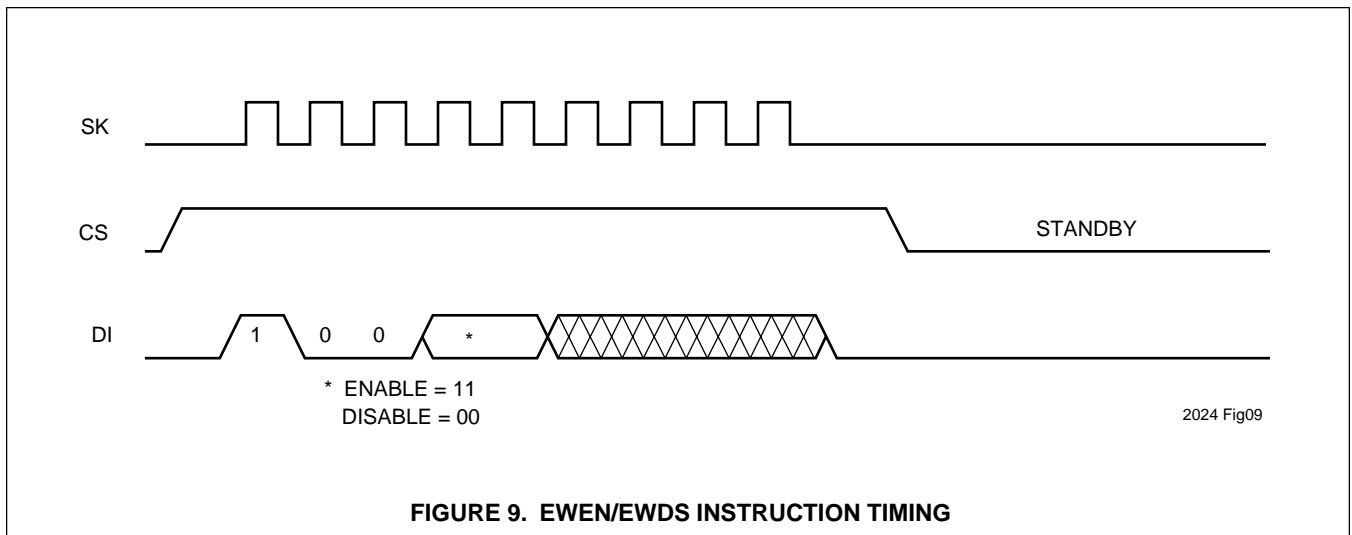 SK
CS
STANDBY
DI
1 0 0 *
* ENABLE = 11
DISABLE = 00
2024 Fig09
FIGURE 9. EWEN/EWDS INSTRUCTION TIMING